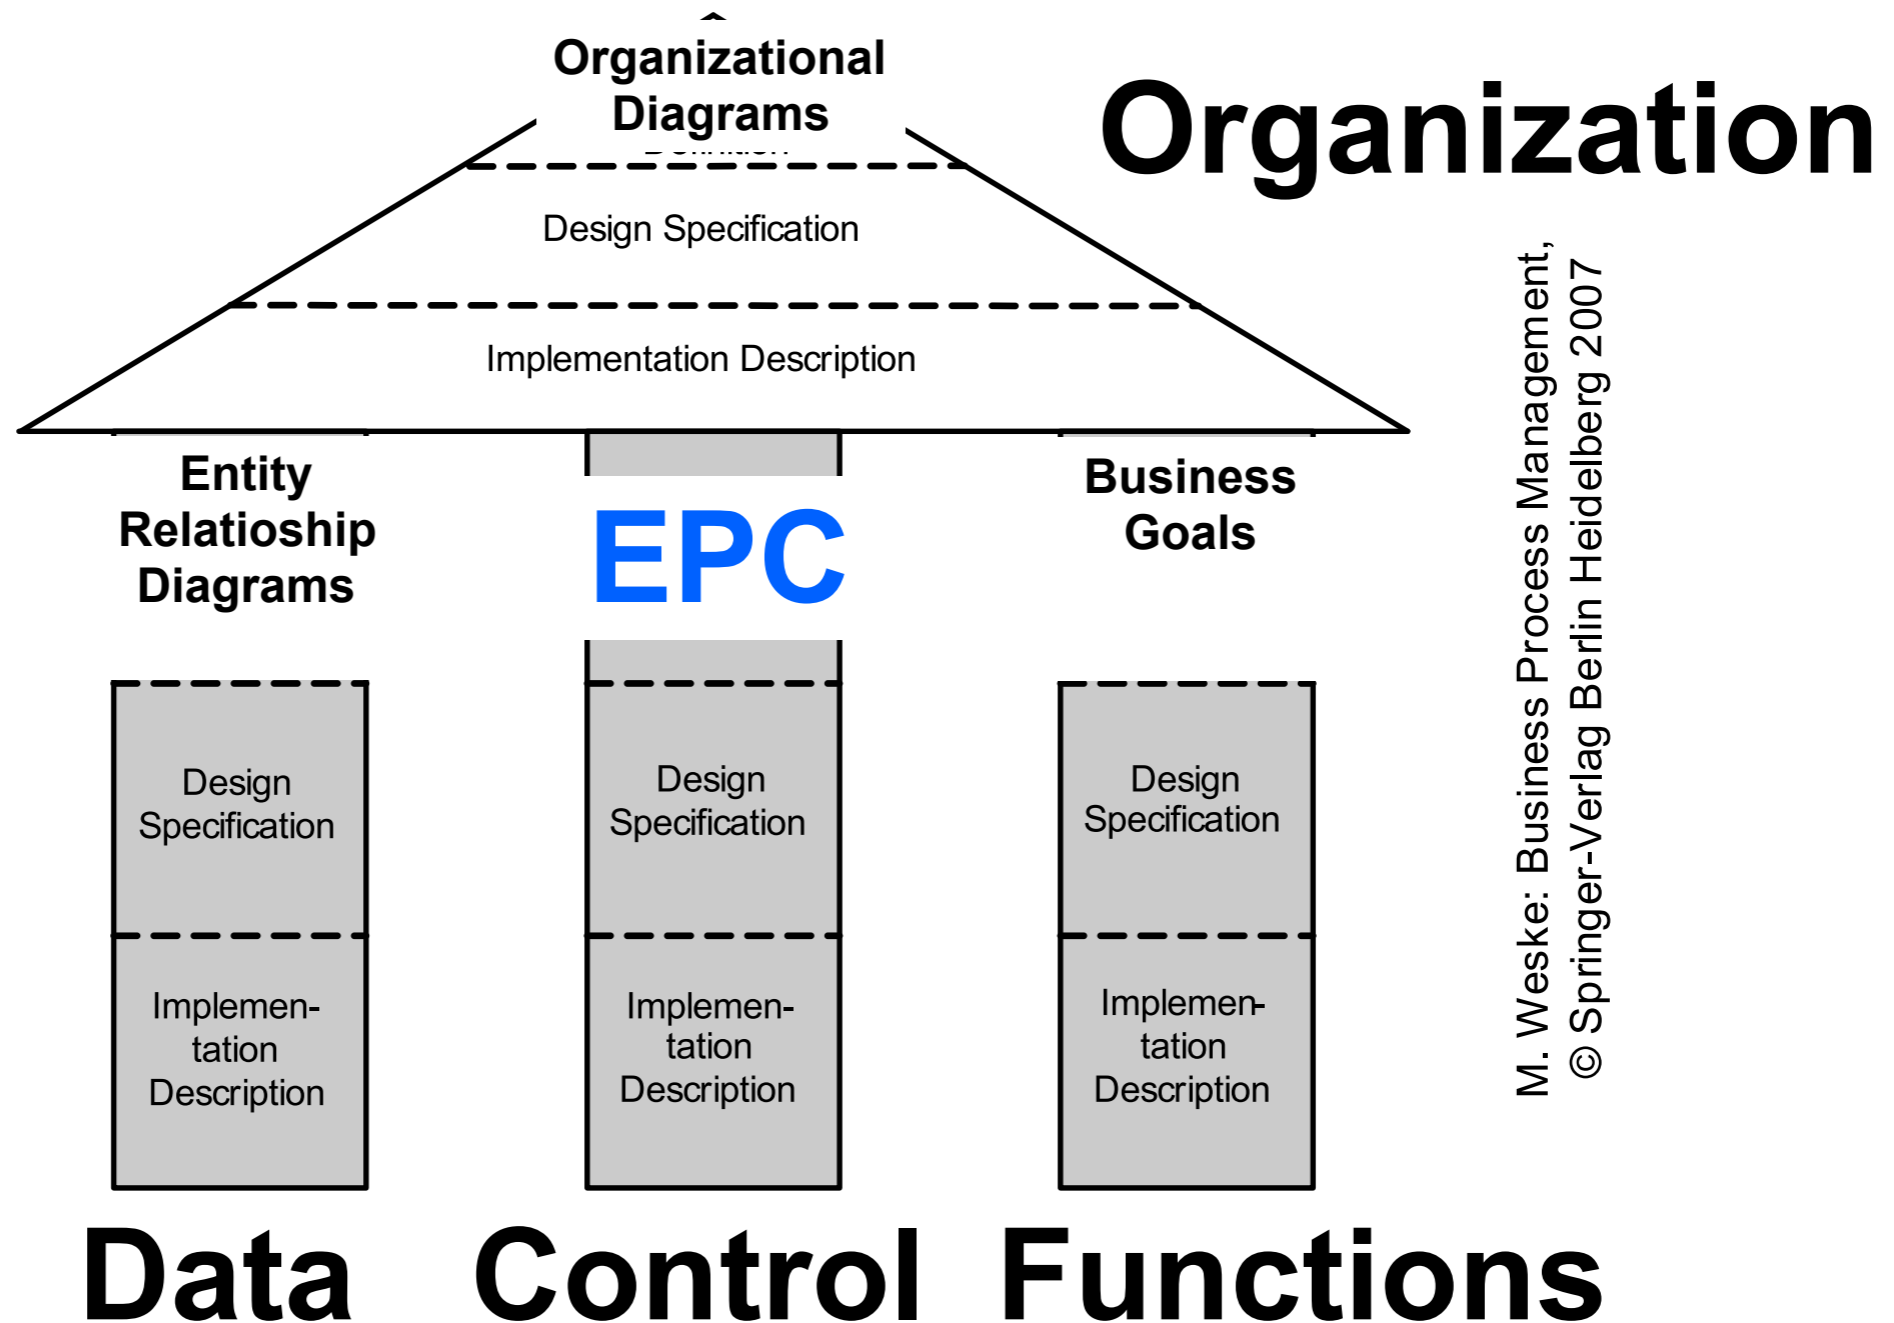 Organizational
Diagrams
Organization
Design Specification
Implementation Description
Entity
Relatioship
Diagrams
EPC
Business
Goals
Design
Specification
Implemen-
tation
Description
Design
Specification
Implemen-
tation
Description
Design
Specification
Implemen-
tation
Description
Data
Control
Functions
M. Weske: Business Process Management,
© Springer-Verlag Berlin Heidelberg 2007